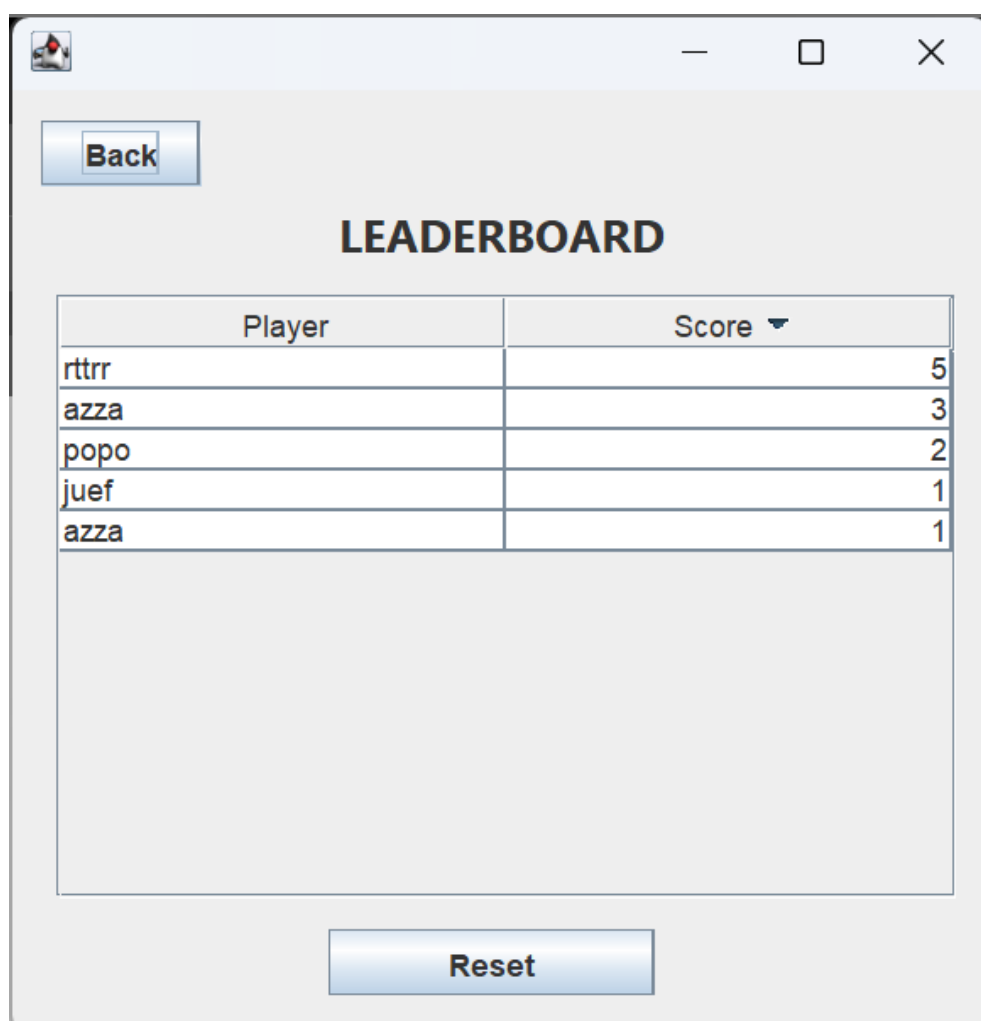 Back
LEADERBOARD
Player Score
rttrr 5
azza 3
popo 2
juef 1
azza 1
Reset